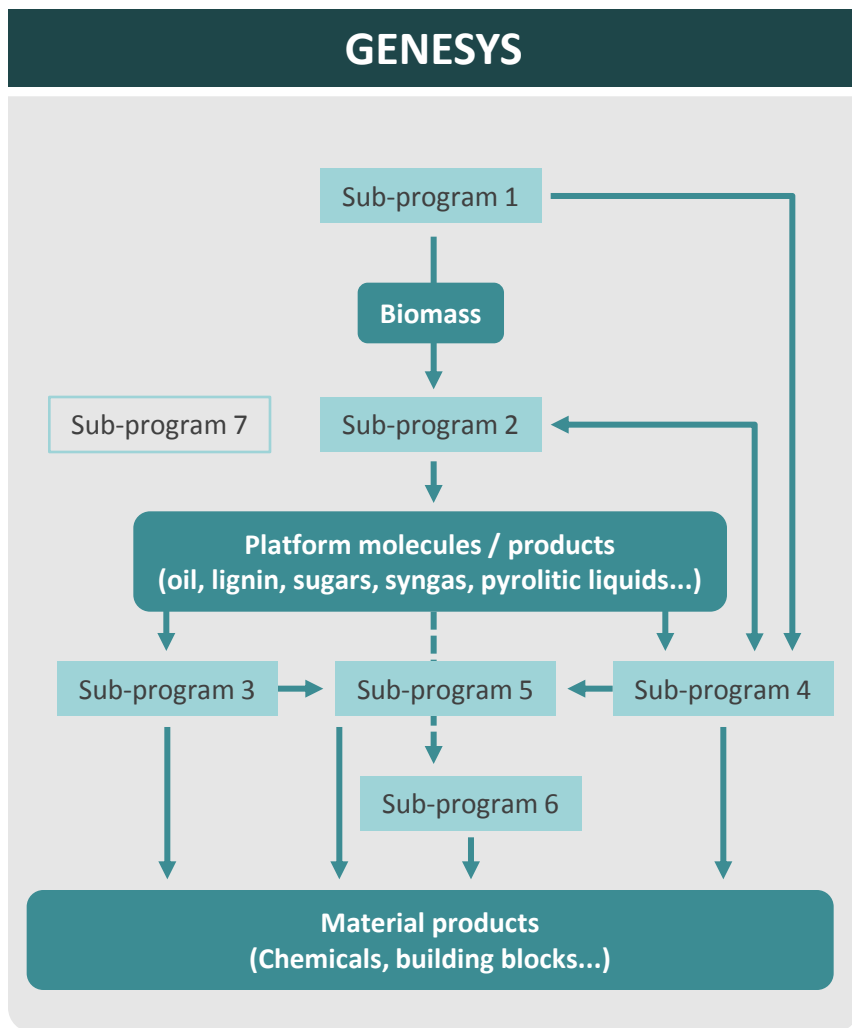 GENESYS
Sub-program 1
Biomass
Sub-program 7
Sub-program 2
Platform molecules / products
(oil, lignin, sugars, syngas, pyrolitic liquids...)
Sub-program 3
Sub-program 5
Sub-program 4
Sub-program 6
Material products
(Chemicals, building blocks...)